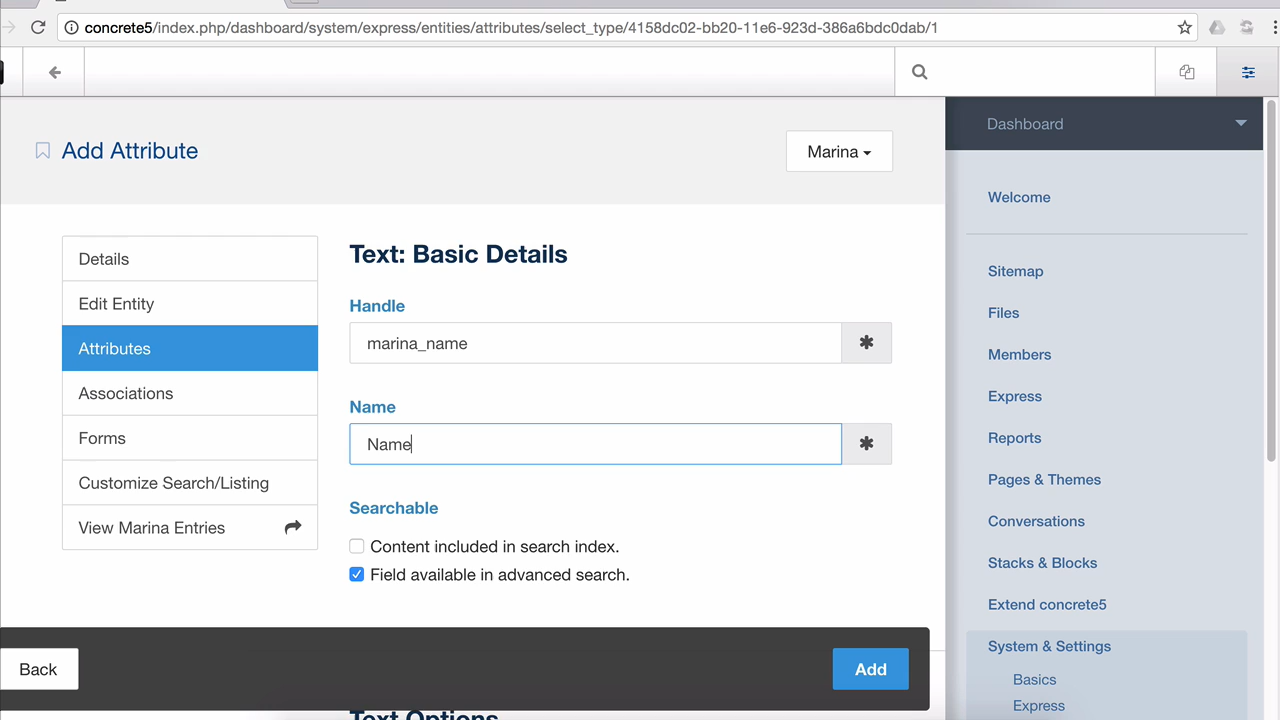 concrete5/index.php/dashboard/system/express/entities/attributes/select_type/4158dc02-bb20-11e6-923d-386a6bdc0dab/1
Add Attribute
Marina
Details
Edit Entity
Attributes
Associations
Forms
Customize Search/Listing
View Marina Entries
Text: Basic Details
Handle
marina_name
Name
Name
Searchable
Content included in search index.
Field available in advanced search.
Back
Add
Text Options
Dashboard
Welcome
Sitemap
Files
Members
Express
Reports
Pages & Themes
Conversations
Stacks & Blocks
Extend concrete5
System & Settings
Basics
Express